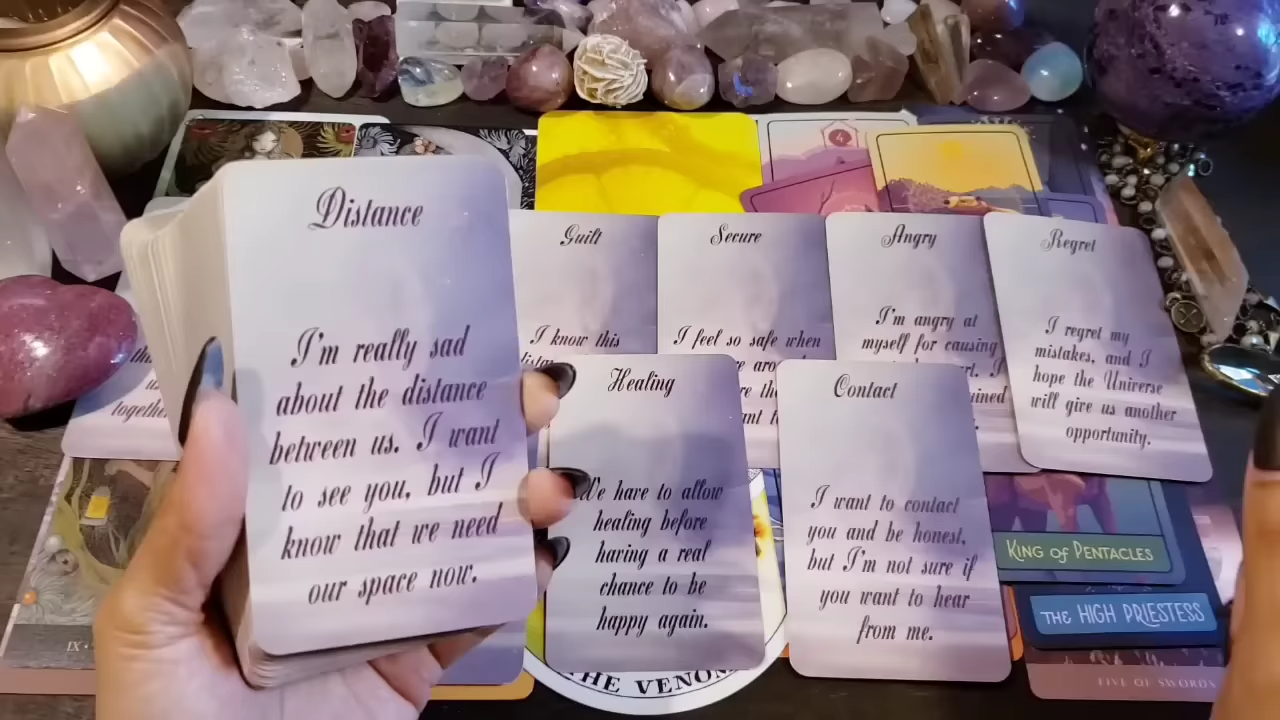 Distance
I'm really sad
about the distance
between us. I want
to see you, but I
know that we need
our space now.
Guilt
I know this
Secure
I feel so safe when
Angry
I'm angry at
myself for causing
Regret
I regret my
mistakes, and I
hope the Universe
will give us another
opportunity.
Healing
We have to allow
healing before
having a real
chance to be
happy again.
Contact
I want to contact
you and be honest,
but I'm not sure if
you want to hear
from me.
4
KING OF PENTACLES
THE HIGH PRIESTESS
FIVE OF SWORDS
THE VENOM
IX